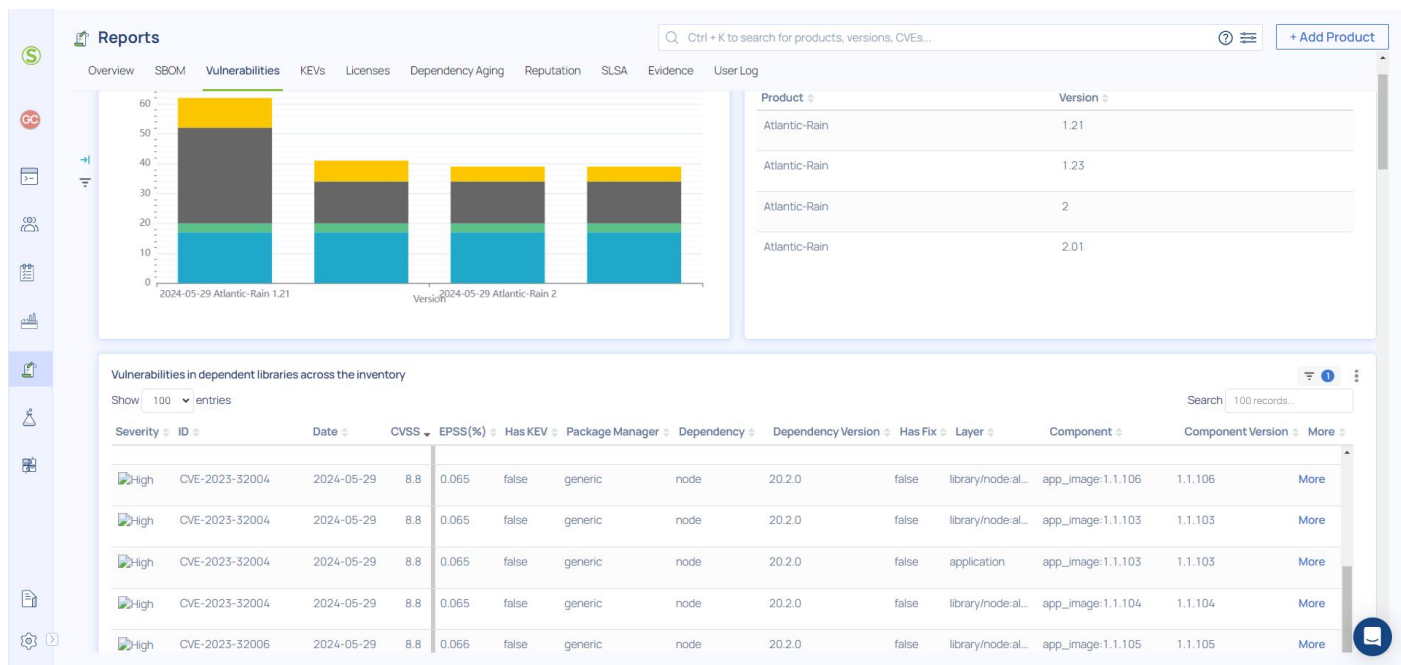 Reports
Ctrl + K to search for products, versions, CVEs...
+ Add Product
Overview SBOM Vulnerabilities KEVs Licenses Dependency Aging Reputation SLSA Evidence User Log
S
GC
60
50
40
30
20
10
0
2024-05-29 Atlantic-Rain 1.21
2024-05-29 Atlantic-Rain 2
Version
Product Version
Atlantic-Rain 1.21
Atlantic-Rain 1.23
Atlantic-Rain 2
Atlantic-Rain 2.01
Vulnerabilities in dependent libraries across the inventory
1
Show 100 entries
Search 100 records...
Severity ID Date CVSS EPSS(%) Has KEV Package Manager Dependency Dependency Version Has Fix Layer Component Component Version More
High CVE-2023-32004 2024-05-29 8.8 0.065 false generic node 20.2.0 false library/node:al... app_image:1.1.106 1.1.106 More
High CVE-2023-32004 2024-05-29 8.8 0.065 false generic node 20.2.0 false library/node:al... app_image:1.1.103 1.1.103 More
High CVE-2023-32004 2024-05-29 8.8 0.065 false generic node 20.2.0 false application app_image:1.1.103 1.1.103 More
High CVE-2023-32004 2024-05-29 8.8 0.065 false generic node 20.2.0 false library/node:al... app_image:1.1.104 1.1.104 More
High CVE-2023-32006 2024-05-29 8.8 0.066 false generic node 20.2.0 false library/node:al... app_image:1.1.105 1.1.105 More